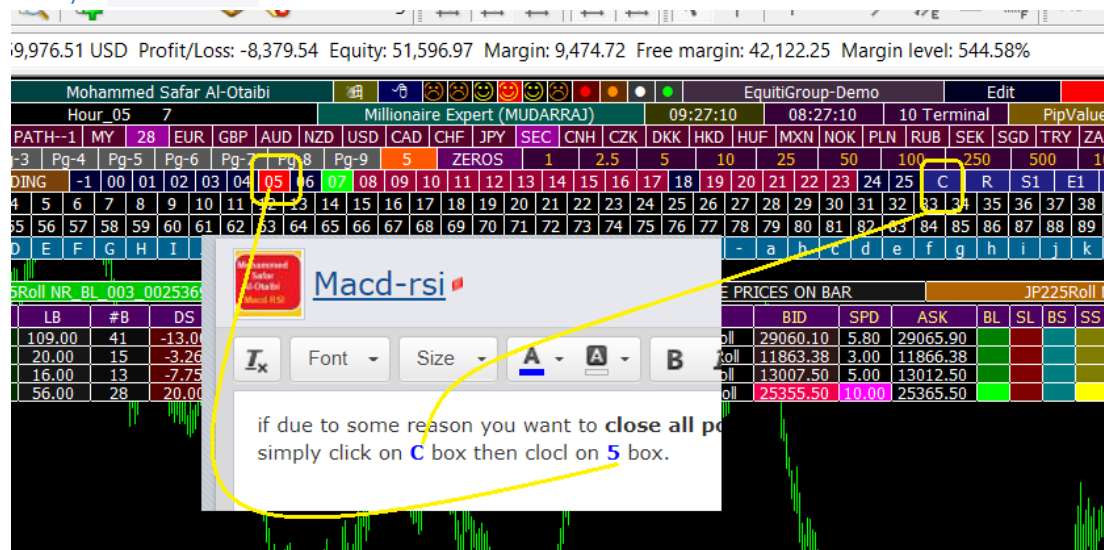 59,976.51 USD Profit/Loss: -8,379.54 Equity: 51,596.97 Margin: 9,474.72 Free margin: 42,122.25 Margin level: 544.58%
Mohammed Safar Al-Otaibi EquitiGroup-Demo Edit
Hour_05 7 Millionaire Expert (MUDARRAJ) 09:27:10 08:27:10 10 Terminal PipValue
PATH--1 MY 28 EUR GBP AUD NZD USD CAD CHF JPY SEC CNH CZK DKK HKD HUF MXN NOK PLN RUB SEK SGD TRY ZA
-3 Pg-4 Pg-5 Pg-6 Pg-7 Pg-8 Pg-9 5 ZEROS 1 2.5 5 10 25 50 100 250 500
DING -1 00 01 02 03 04 05 06 07 08 09 10 11 12 13 14 15 16 17 18 19 20 21 22 23 24 25 C R S1 E1
4 5 6 7 8 9 10 11 12 13 14 15 16 17 18 19 20 21 22 23 24 25 26 27 28 29 30 31 32 33 34 35 36 37 38
55 56 57 58 59 60 61 62 63 64 65 66 67 68 69 70 71 72 73 74 75 76 77 78 79 80 81 82 83 84 85 86 87 88 89
D E F G H I - a b c d e f g h i j k
5Roll NR_BL_003_0025369 E PRICES ON BAR JP225Roll
LB #B DS BID SPD ASK BL SL BS SS
109.00 41 -13.0 oll 29060.10 5.80 29065.90
20.00 15 -3.26 Roll 11863.38 3.00 11866.38
16.00 13 -7.75 oll 13007.50 5.00 13012.50
56.00 28 20.00 oll 25355.50 10.00 25365.50
Mohammed
Safar
Al-Otaibi
Macd RSI
Macd-rsi
Tx Font Size A A B
if due to some reason you want to close all po
simply click on C box then clocl on 5 box.